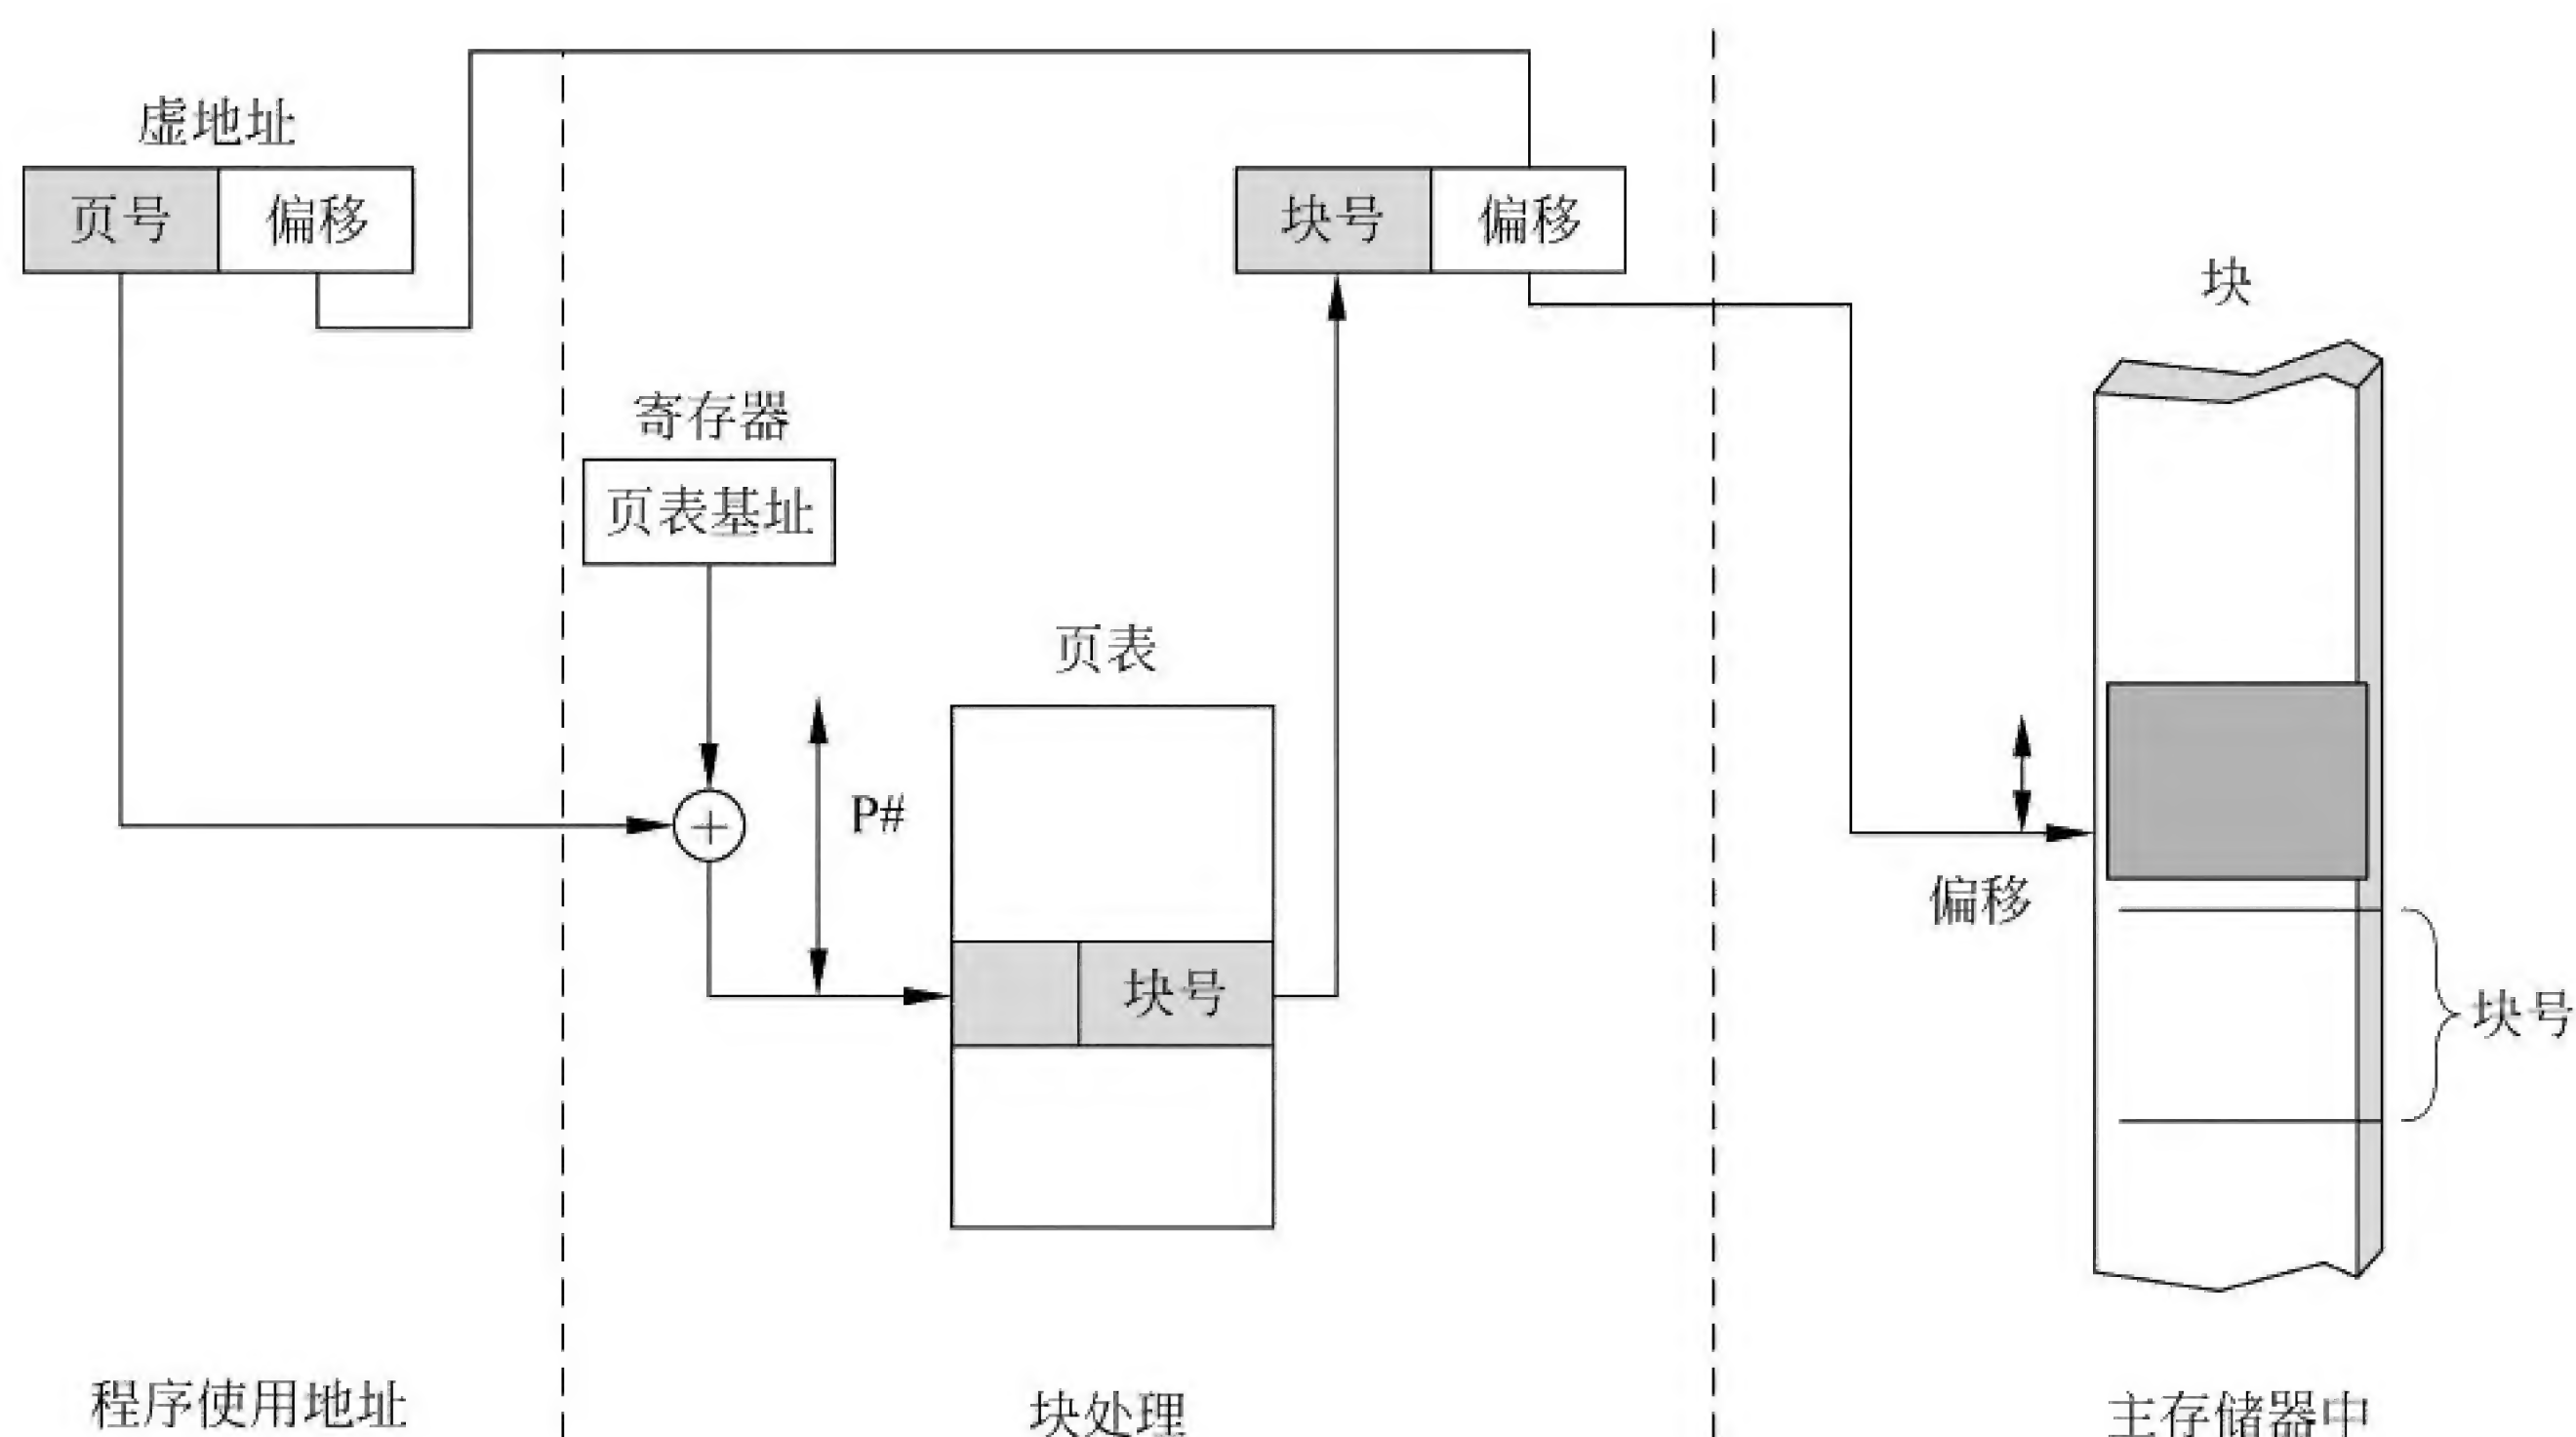 虚地址
页号
偏移
块号
偏移
块
寄存器
页表基址
页表
P#
+
块号
偏移
块号
程序使用地址
块处理
主存储器中